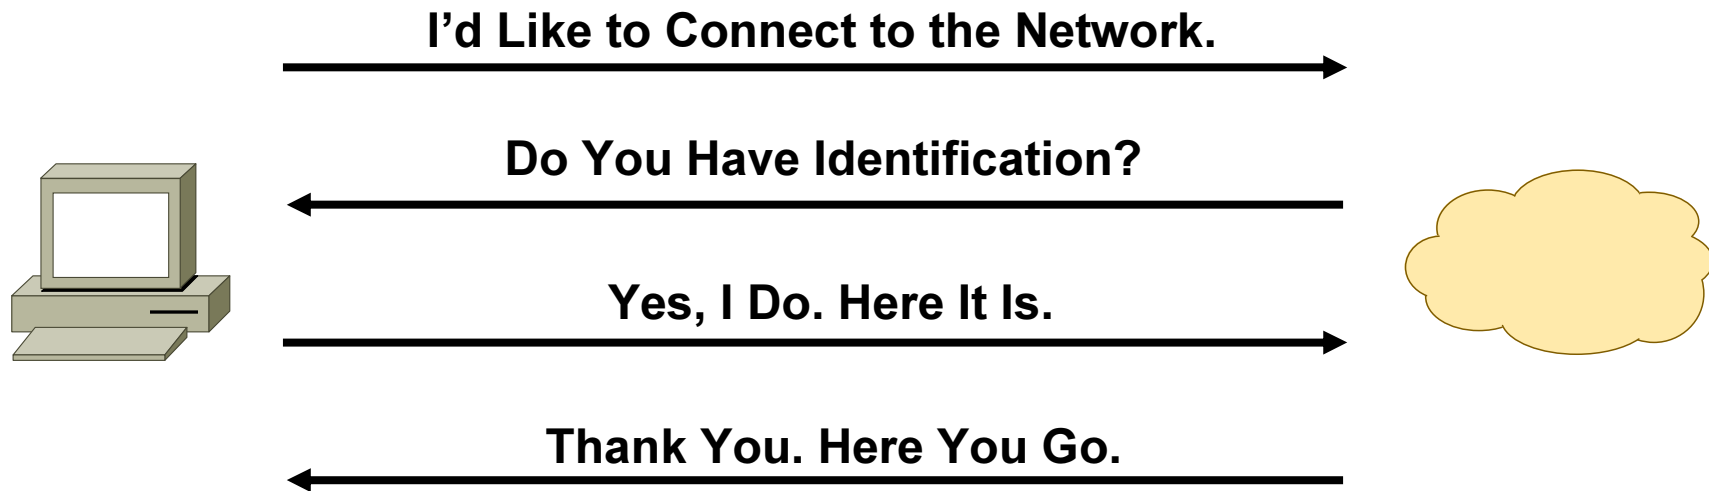 I’d Like to Connect to the Network.
Do You Have Identification?
Yes, I Do. Here It Is.
Thank You. Here You Go.